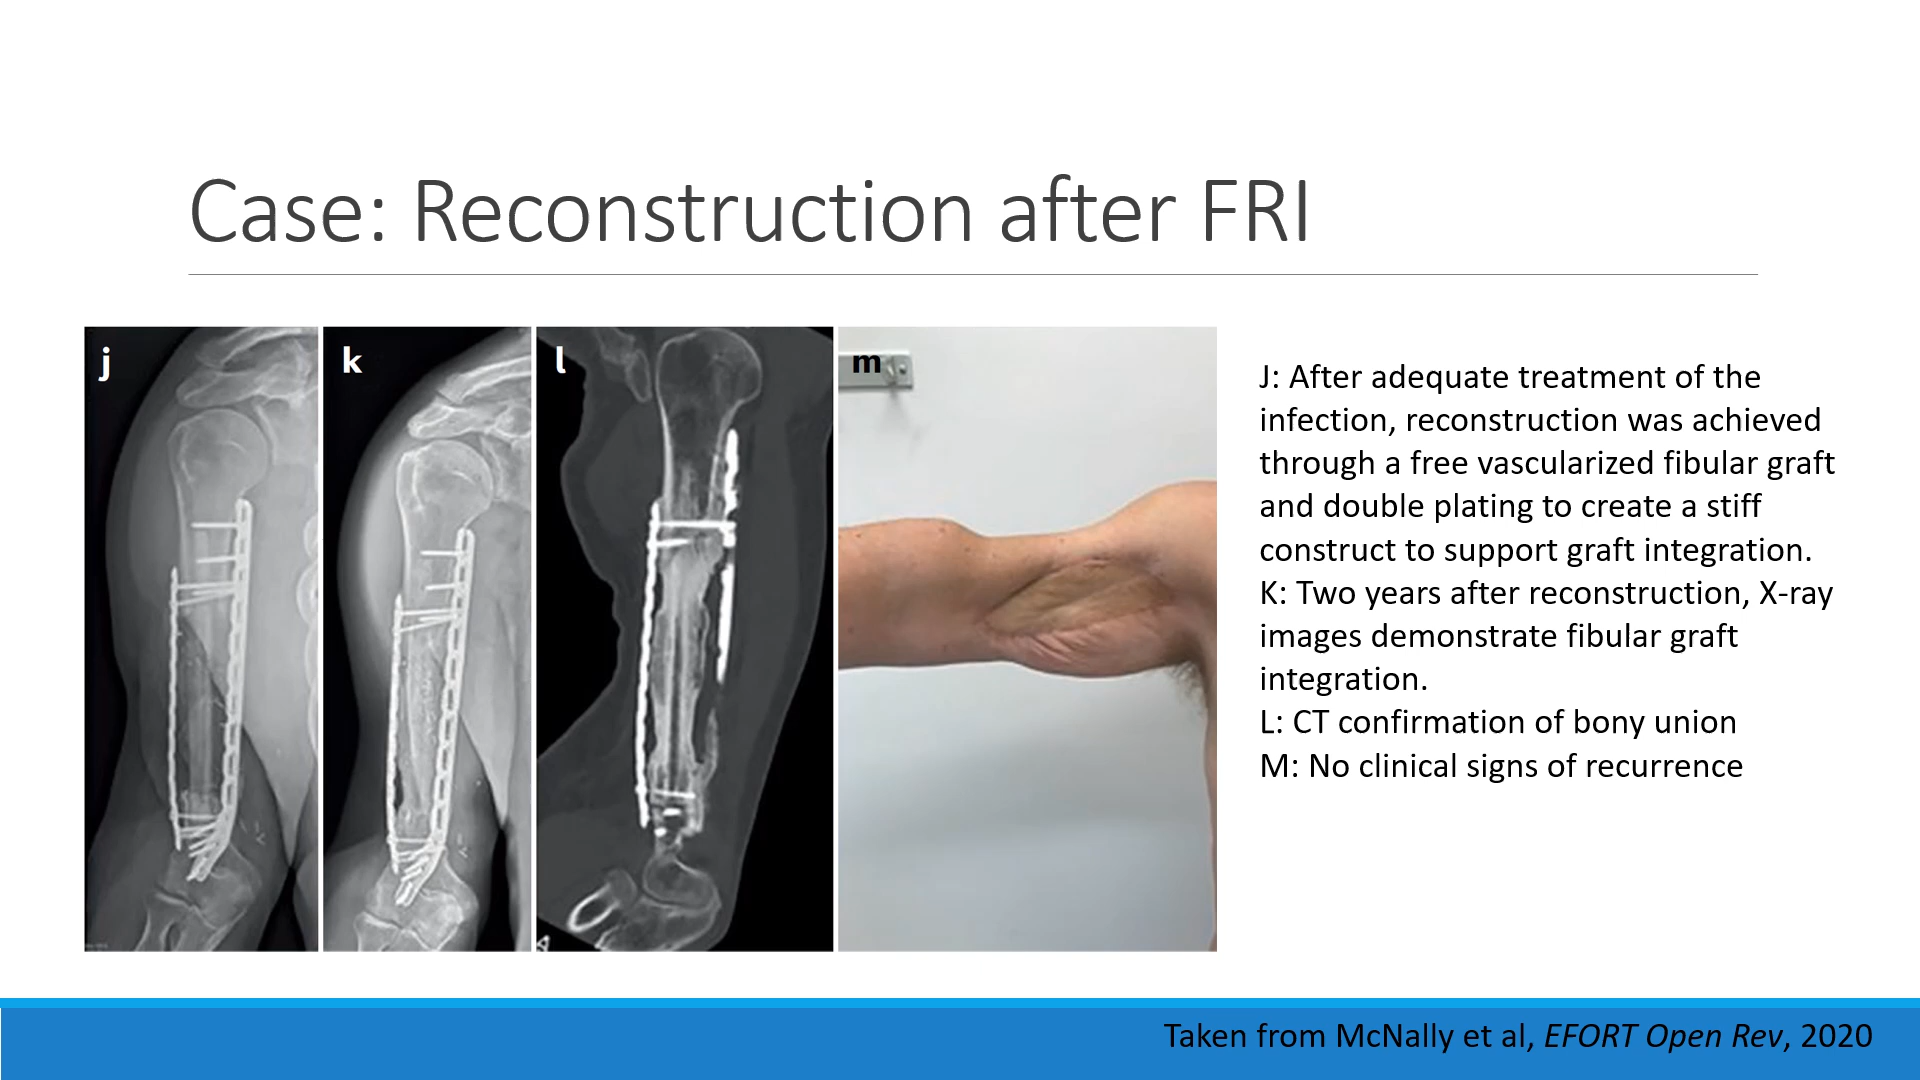 Case: Reconstruction after FRI
j
k
l
m
J: After adequate treatment of the
infection, reconstruction was achieved
through a free vascularized fibular graft
and double plating to create a stiff
construct to support graft integration.
K: Two years after reconstruction, X-ray
images demonstrate fibular graft
integration.
L: CT confirmation of bony union
M: No clinical signs of recurrence
Taken from McNally et al, EFORT Open Rev, 2020